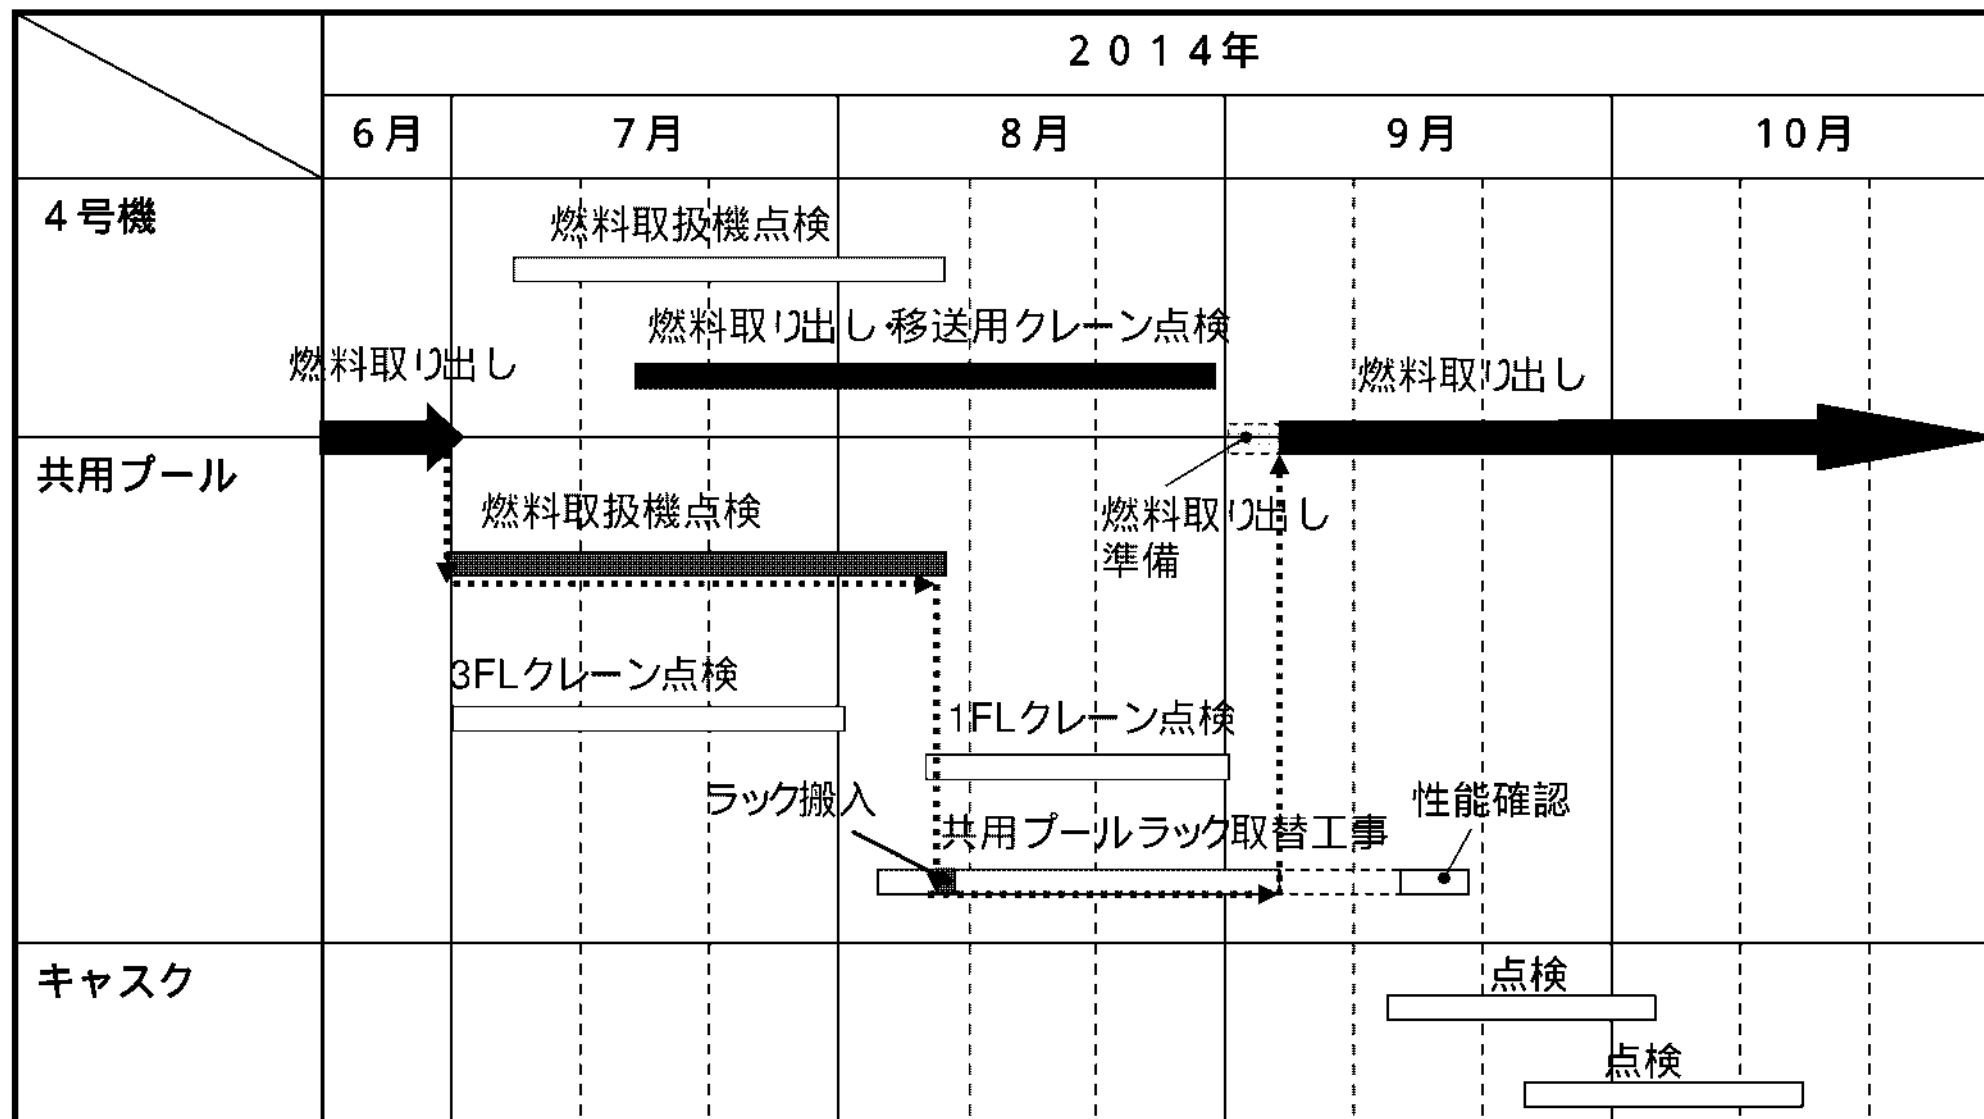 ２０１４年
６月
７月
８月
９月
10月
４号機
燃料取扱機点検
燃料取り出し・移送用クレーン点検
燃料取り出し
燃料取り出し
共用プール
燃料取扱機点検
燃料取り出し
準備
3FLクレーン点検
1FLクレーン点検
ラック搬入
共用プールラック取替工事
性能確認
キャスク
点検
点検